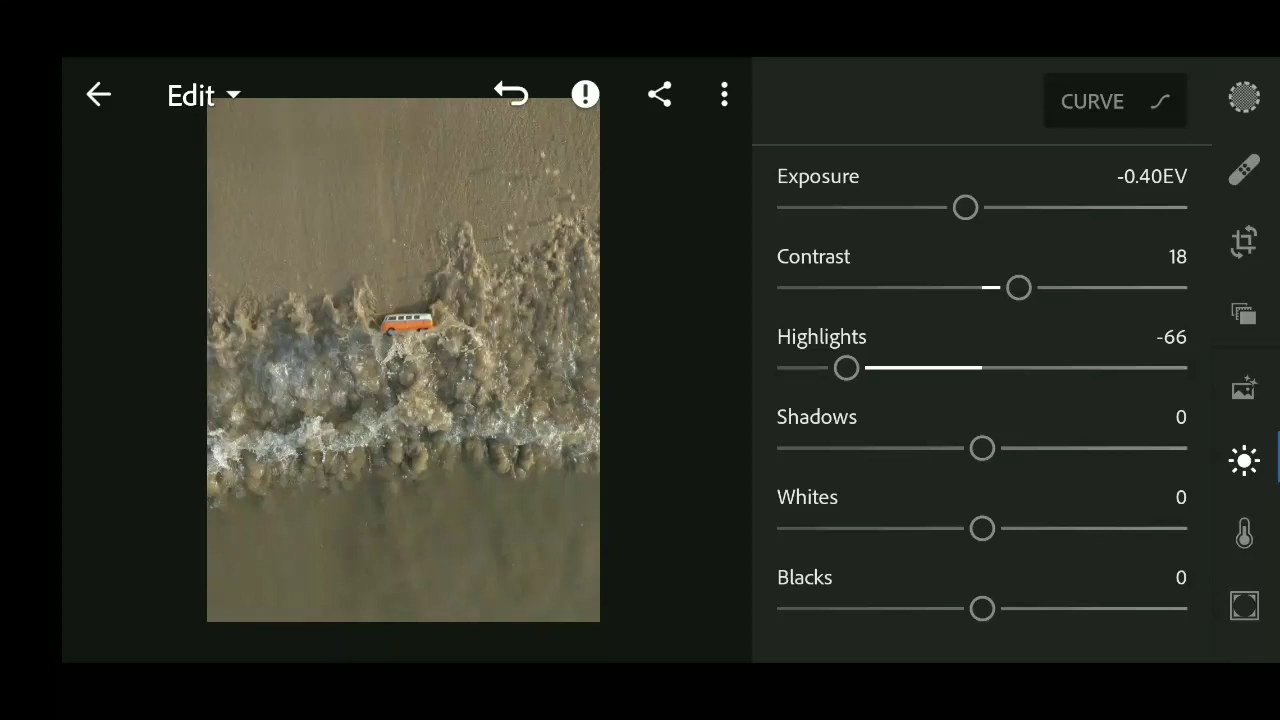 Edit
CURVE
Exposure -0.40EV
Contrast 18
Highlights -66
Shadows 0
Whites 0
Blacks 0